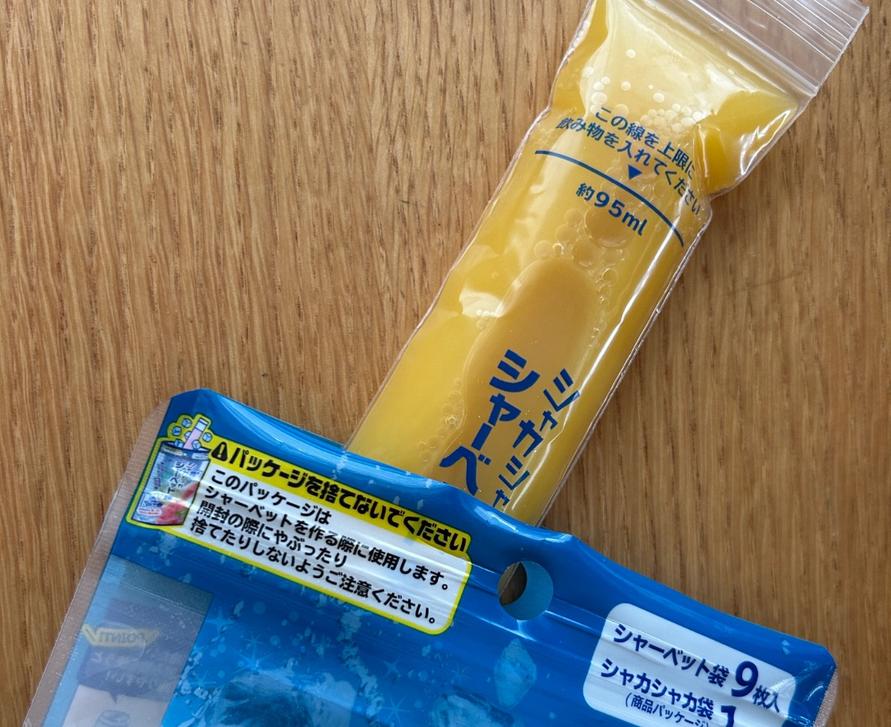 この線を上限に
飲み物を入れてください
約95ml
シャカシャ
シャーベ
パッケージを捨てないでください
このパッケージは
シャーベットを作る際に使用します。
開封の際にやぶったり
捨てたりしないようご注意ください。
シャーベット袋 9枚入
シャカシャカ袋 1
(商品パッケージ
POINT